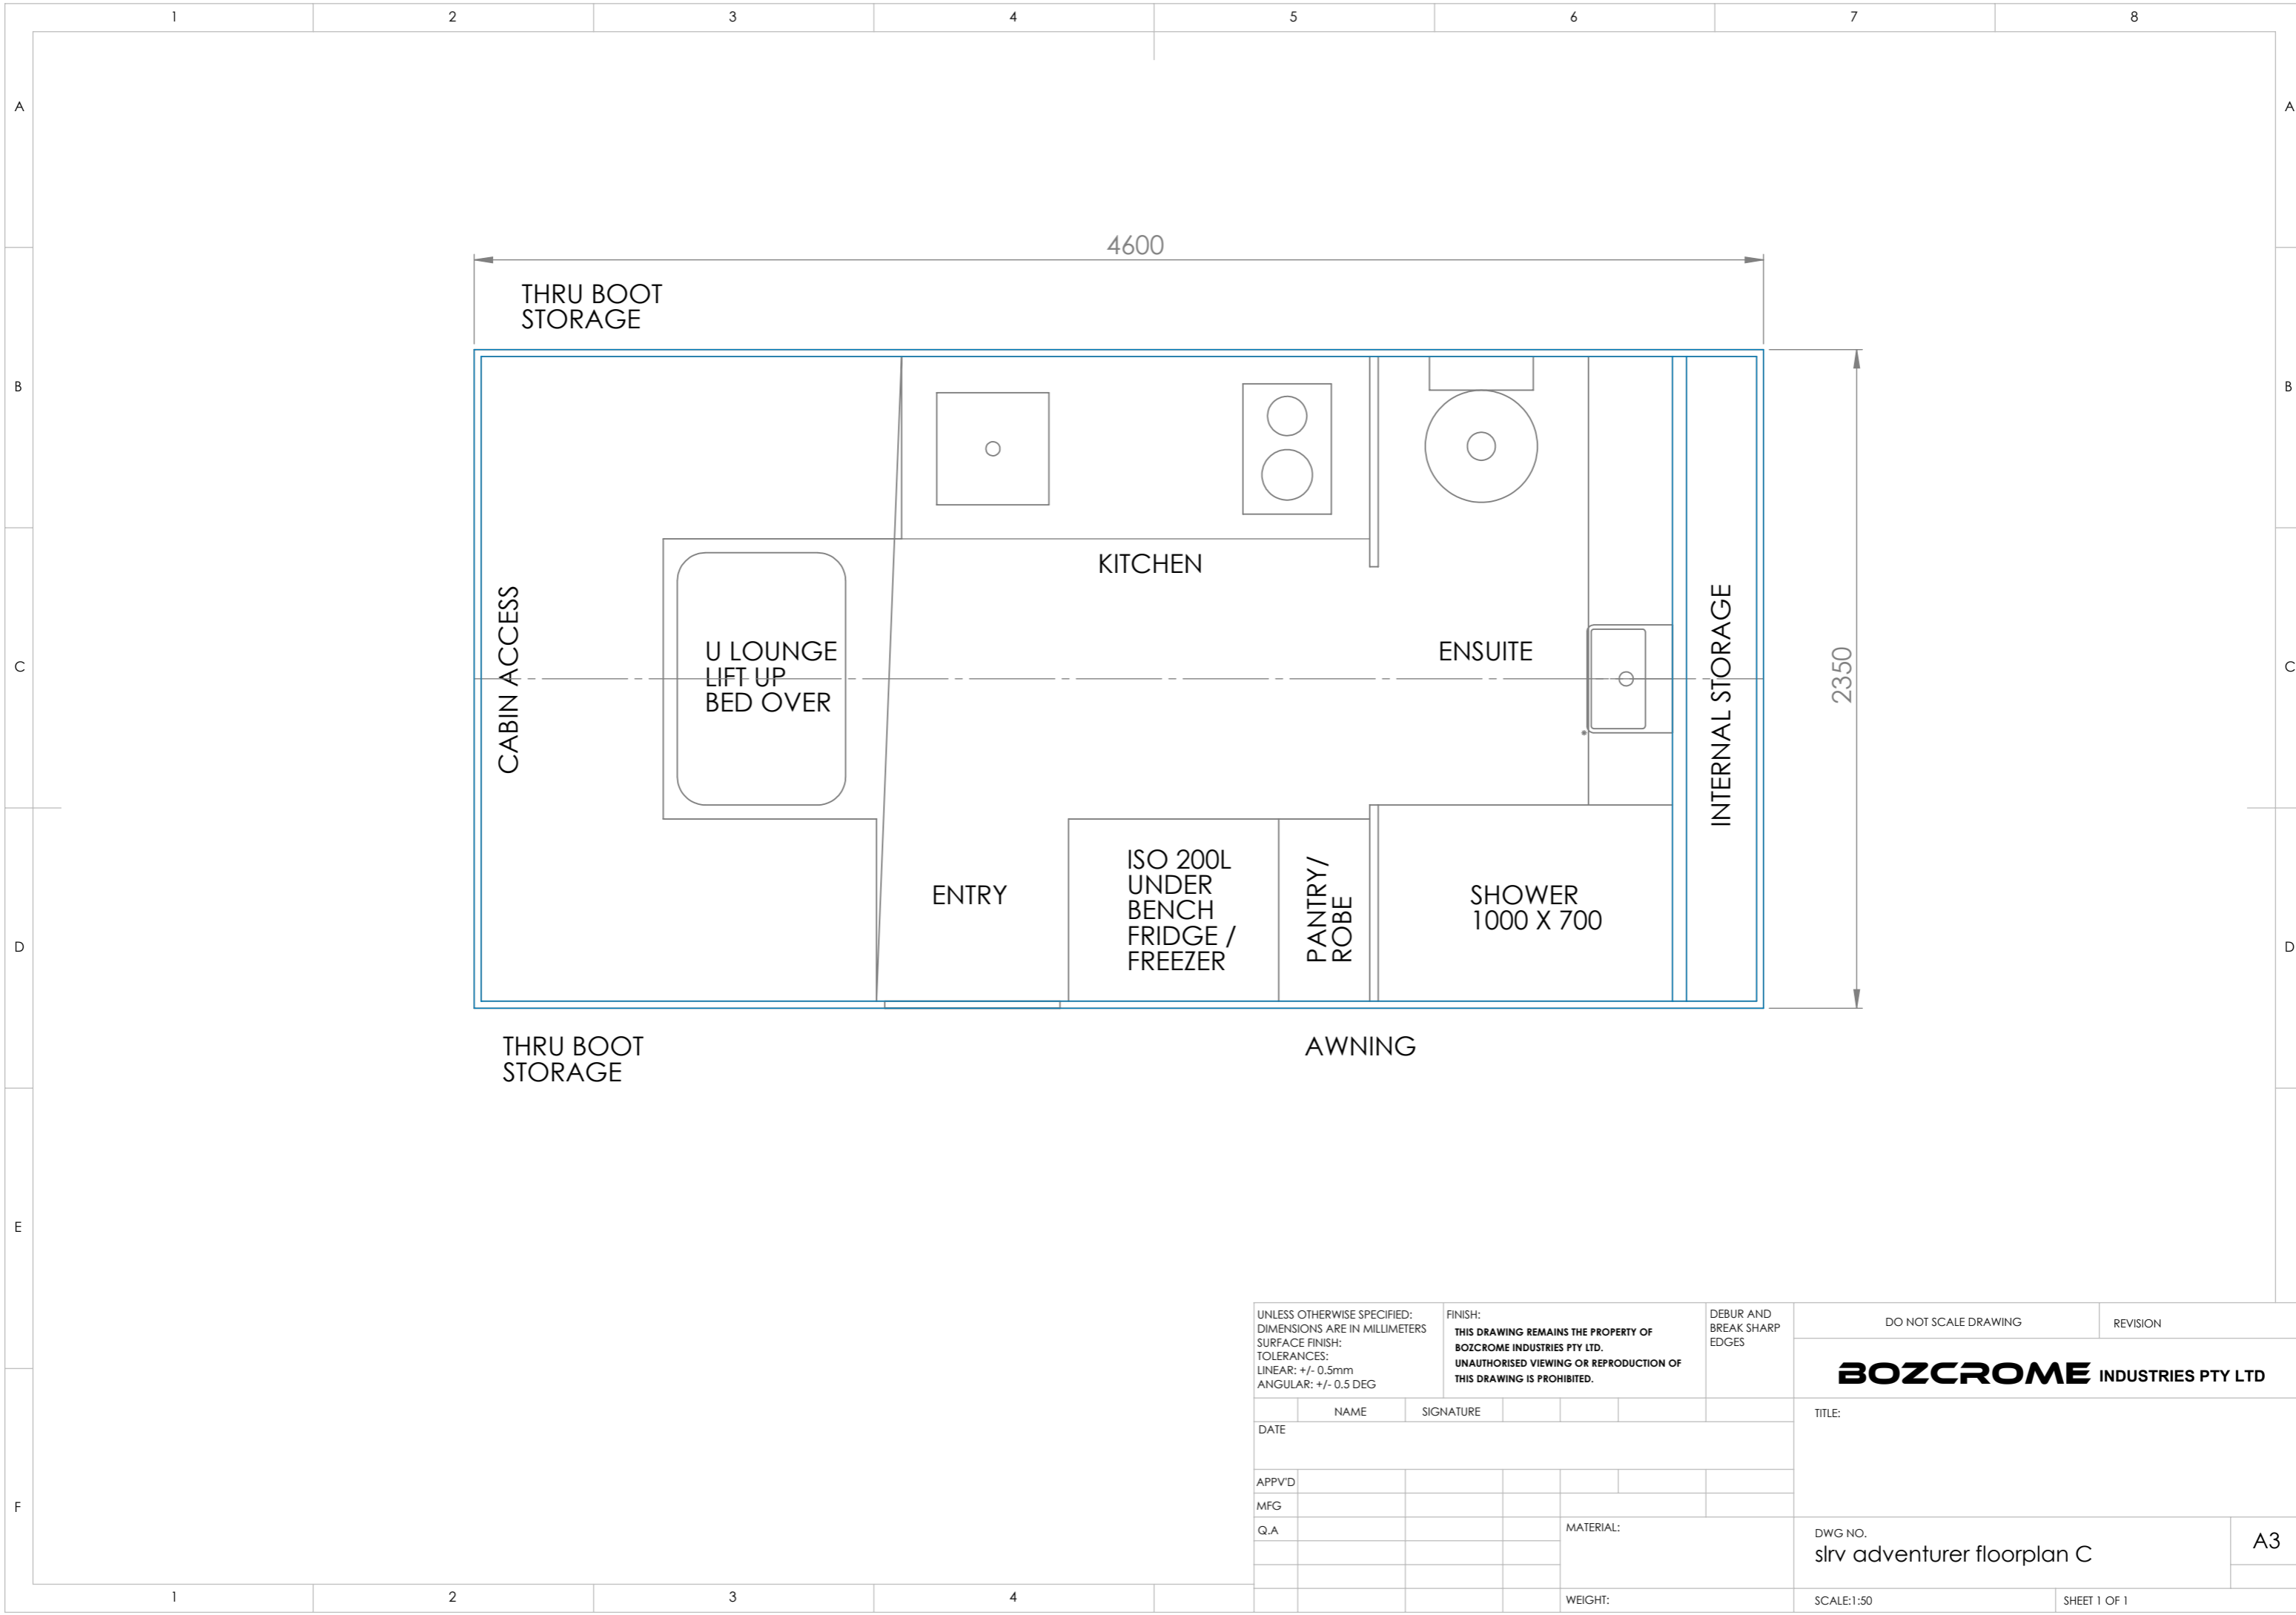 1 2 3 4 5 6 7 8
A A
4600
THRU BOOT
STORAGE
B B
KITCHEN
CABIN ACCESS
U LOUNGE
LIFT UP
BED OVER
ENSUITE
INTERNAL STORAGE
2350
C C
ENTRY
ISO 200L
UNDER
BENCH
FRIDGE /
FREEZER
PANTRY/
ROBE
SHOWER
1000 X 700
D D
THRU BOOT
STORAGE
AWNING
E
F
UNLESS OTHERWISE SPECIFIED:
DIMENSIONS ARE IN MILLIMETERS
SURFACE FINISH:
TOLERANCES:
LINEAR: +/- 0.5mm
ANGULAR: +/- 0.5 DEG
FINISH:
THIS DRAWING REMAINS THE PROPERTY OF
BOZCROME INDUSTRIES PTY LTD.
UNAUTHORISED VIEWING OR REPRODUCTION OF
THIS DRAWING IS PROHIBITED.
DEBUR AND
BREAK SHARP
EDGES
DO NOT SCALE DRAWING
REVISION
BOZCROME INDUSTRIES PTY LTD
NAME SIGNATURE
DATE
TITLE:
APPV'D
MFG
Q.A
MATERIAL:
DWG NO.
slrv adventurer floorplan C
A3
WEIGHT:
SCALE:1:50
SHEET 1 OF 1
1 2 3 4